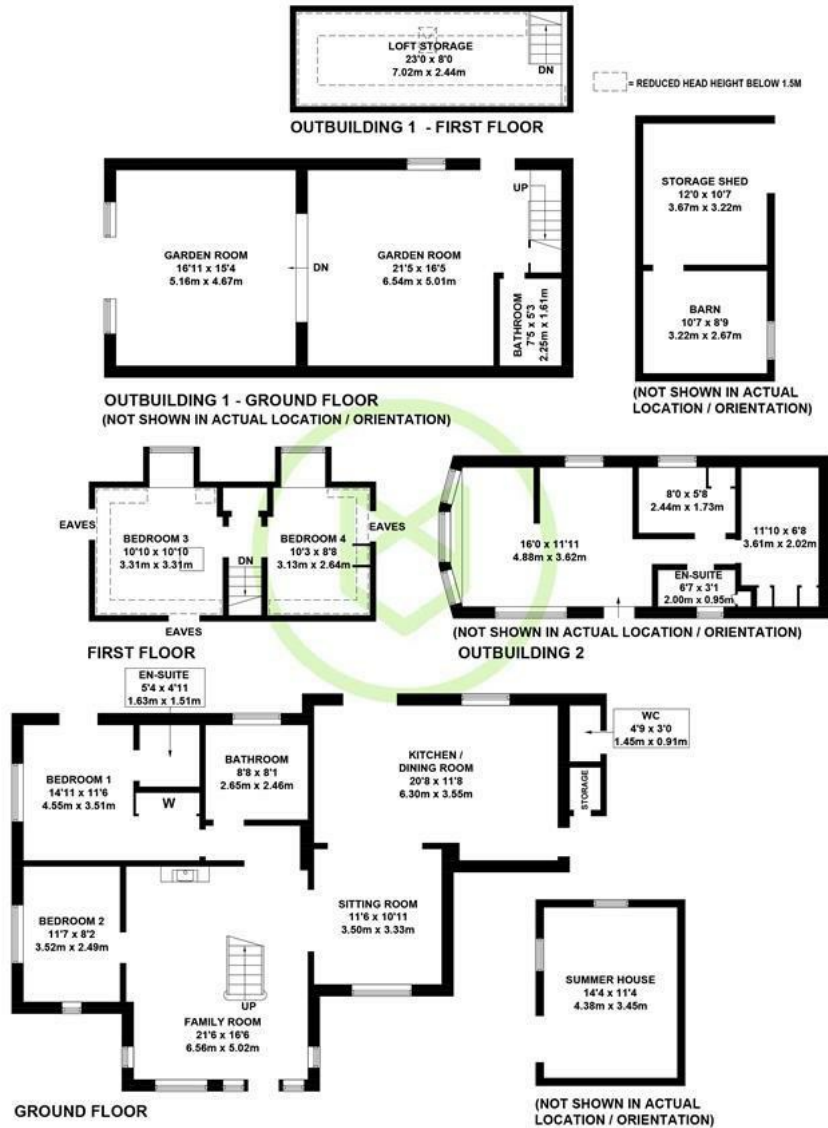 LOFT STORAGE
23'0 x 8'0
7.02m x 2.44m
DN
= REDUCED HEAD HEIGHT BELOW 1.5M
OUTBUILDING 1 - FIRST FLOOR
STORAGE SHED
12'0 x 10'7
3.67m x 3.22m
BARN
10'7 x 8'9
3.22m x 2.67m
(NOT SHOWN IN ACTUAL
LOCATION / ORIENTATION)
GARDEN ROOM
16'11 x 15'4
5.16m x 4.67m
DN
GARDEN ROOM
21'5 x 16'5
6.54m x 5.01m
UP
BATHROOM
7'5 x 5'3
2.25m x 1.61m
OUTBUILDING 1 - GROUND FLOOR
(NOT SHOWN IN ACTUAL LOCATION / ORIENTATION)
EAVES
BEDROOM 3
10'10 x 10'10
3.31m x 3.31m
DN
BEDROOM 4
10'3 x 8'8
3.13m x 2.64m
EAVES
EAVES
FIRST FLOOR
16'0 x 11'11
4.88m x 3.62m
8'0 x 5'8
2.44m x 1.73m
11'10 x 6'8
3.61m x 2.02m
EN-SUITE
6'7 x 3'1
2.00m x 0.95m
(NOT SHOWN IN ACTUAL LOCATION / ORIENTATION)
OUTBUILDING 2
EN-SUITE
5'4 x 4'11
1.63m x 1.51m
BEDROOM 1
14'11 x 11'6
4.55m x 3.51m
W
BATHROOM
8'8 x 8'1
2.65m x 2.46m
KITCHEN /
DINING ROOM
20'8 x 11'8
6.30m x 3.55m
WC
4'9 x 3'0
1.45m x 0.91m
STORAGE
BEDROOM 2
11'7 x 8'2
3.52m x 2.49m
SITTING ROOM
11'6 x 10'11
3.50m x 3.33m
UP
FAMILY ROOM
21'6 x 16'6
6.56m x 5.02m
GROUND FLOOR
SUMMER HOUSE
14'4 x 11'4
4.38m x 3.45m
(NOT SHOWN IN ACTUAL
LOCATION / ORIENTATION)